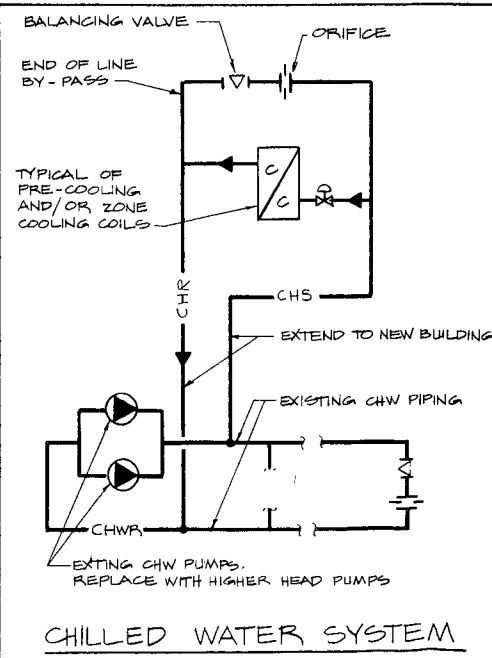 BALANCING VALVE
ORIFICE
END OF LINE
BY-PASS
TYPICAL OF
PRE-COOLING
AND/OR ZONE
COOLING COILS
C
C
CHR
CHS
EXTEND TO NEW BUILDING
EXISTING CHW PIPING
CHWR
EXTING CHW PUMPS.
REPLACE WITH HIGHER HEAD PUMPS
CHILLED WATER SYSTEM